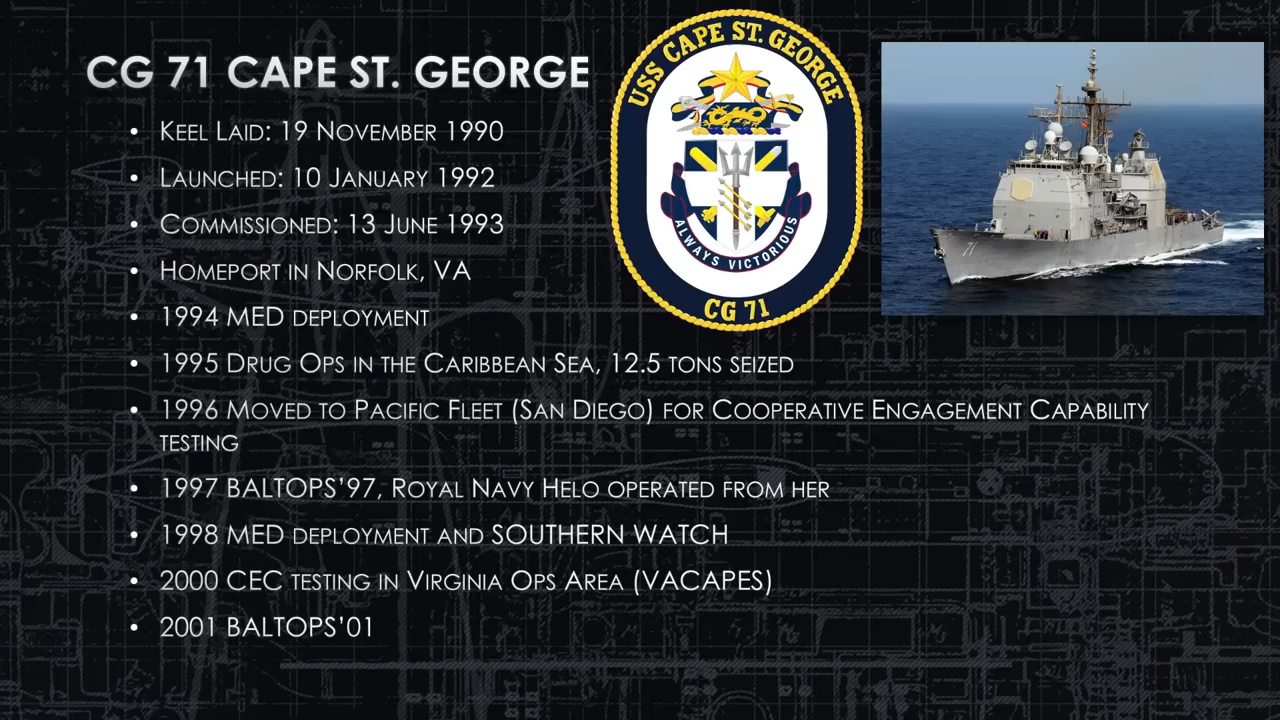 CG 71 CAPE ST. GEORGE
• KEEL LAID: 19 NOVEMBER 1990
• LAUNCHED: 10 JANUARY 1992
• COMMISSIONED: 13 JUNE 1993
• HOMEPORT IN NORFOLK, VA
• 1994 MED DEPLOYMENT
• 1995 DRUG OPS IN THE CARIBBEAN SEA, 12.5 TONS SEIZED
• 1996 MOVED TO PACIFIC FLEET (SAN DIEGO) FOR COOPERATIVE ENGAGEMENT CAPABILITY
TESTING
• 1997 BALTOPS’97, ROYAL NAVY HELO OPERATED FROM HER
• 1998 MED DEPLOYMENT AND SOUTHERN WATCH
• 2000 CEC TESTING IN VIRGINIA OPS AREA (VACAPES)
• 2001 BALTOPS’01
USS CAPE ST. GEORGE
ALWAYS VICTORIOUS
CG 71
71